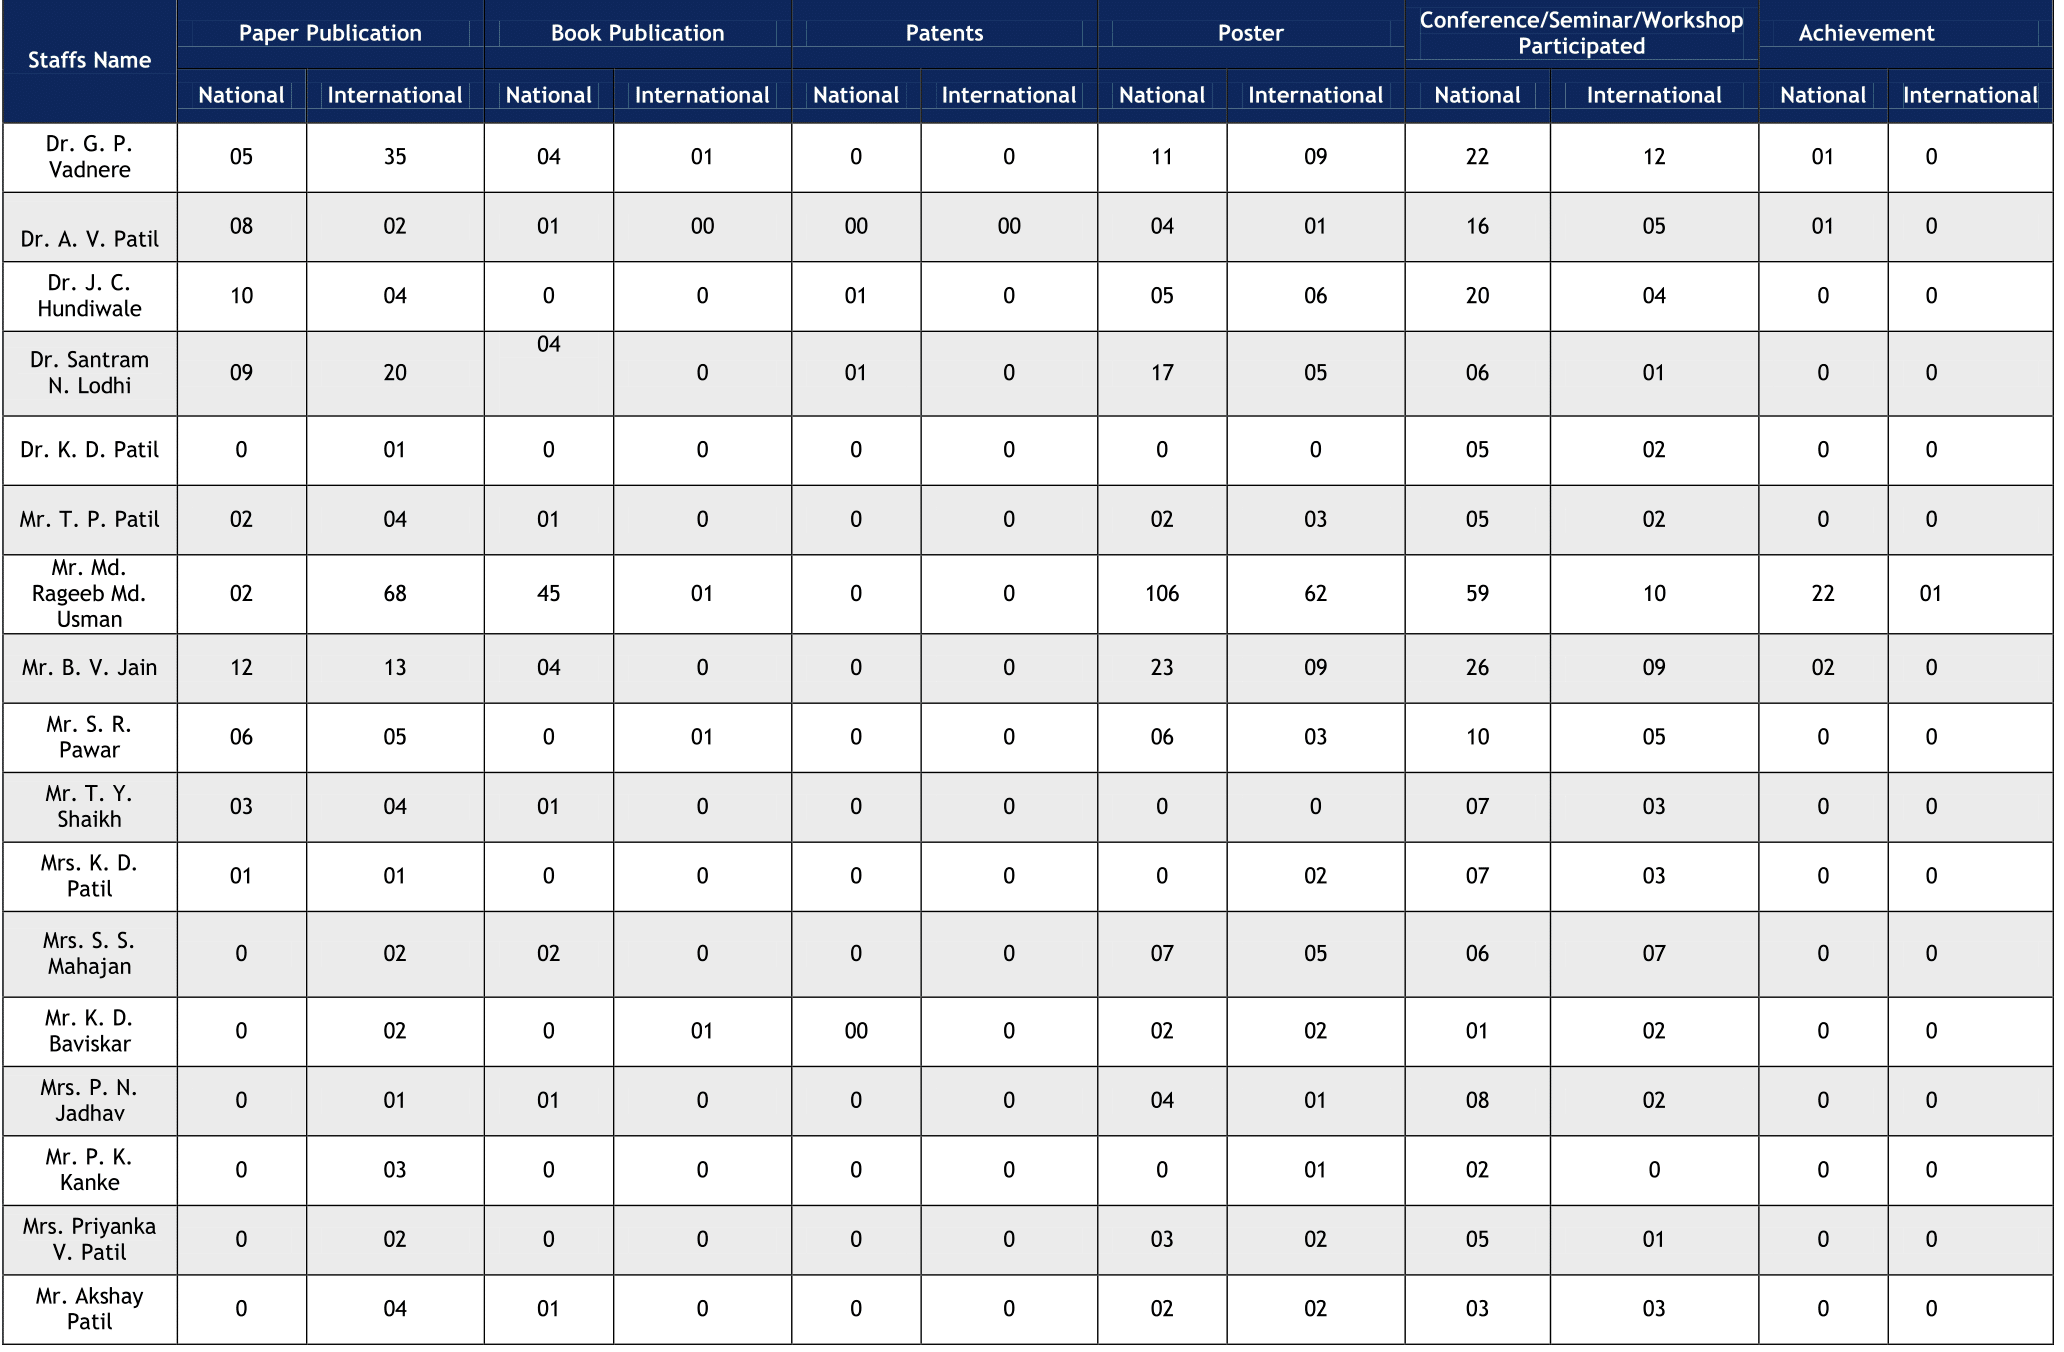 Staffs Name Paper Publication Book Publication Patents Poster Conference/Seminar/Workshop Participated Achievement
National International National International National International National International National International National International
Dr. G. P. Vadnere 05 35 04 01 0 0 11 09 22 12 01 0
Dr. A. V. Patil 08 02 01 00 00 00 04 01 16 05 01 0
Dr. J. C. Hundiwale 10 04 0 0 01 0 05 06 20 04 0 0
Dr. Santram N. Lodhi 09 20 04 0 01 0 17 05 06 01 0 0
Dr. K. D. Patil 0 01 0 0 0 0 0 0 05 02 0 0
Mr. T. P. Patil 02 04 01 0 0 0 02 03 05 02 0 0
Mr. Md. Rageeb Md. Usman 02 68 45 01 0 0 106 62 59 10 22 01
Mr. B. V. Jain 12 13 04 0 0 0 23 09 26 09 02 0
Mr. S. R. Pawar 06 05 0 01 0 0 06 03 10 05 0 0
Mr. T. Y. Shaikh 03 04 01 0 0 0 0 0 07 03 0 0
Mrs. K. D. Patil 01 01 0 0 0 0 0 02 07 03 0 0
Mrs. S. S. Mahajan 0 02 02 0 0 0 07 05 06 07 0 0
Mr. K. D. Baviskar 0 02 0 01 00 0 02 02 01 02 0 0
Mrs. P. N. Jadhav 0 01 01 0 0 0 04 01 08 02 0 0
Mr. P. K. Kanke 0 03 0 0 0 0 0 01 02 0 0 0
Mrs. Priyanka V. Patil 0 02 0 0 0 0 03 02 05 01 0 0
Mr. Akshay Patil 0 04 01 0 0 0 02 02 03 03 0 0